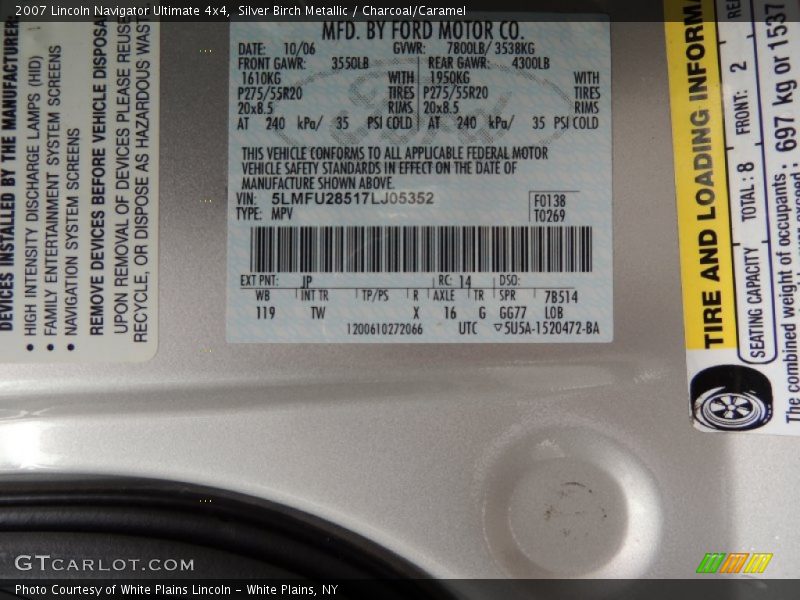 2007 Lincoln Navigator Ultimate 4x4,  Silver Birch Metallic / Charcoal/Caramel
DEVICES INSTALLED BY THE MANUFACTURER:
• HIGH INTENSITY DISCHARGE LAMPS (HID)
• FAMILY ENTERTAINMENT SYSTEM SCREENS
• NAVIGATION SYSTEM SCREENS
REMOVE DEVICES BEFORE VEHICLE DISPOSAL
UPON REMOVAL OF DEVICES PLEASE REUSE,
RECYCLE, OR DISPOSE AS HAZARDOUS WASTE
MFD. BY FORD MOTOR CO.
DATE: 10/06 GVWR: 7800LB/ 3538KG
FRONT GAWR: 3550LB REAR GAWR: 4300LB
1610KG WITH 1950KG WITH
P275/55R20 TIRES P275/55R20 TIRES
20x8.5 RIMS 20x8.5 RIMS
AT 240 kPa/ 35 PSI COLD AT 240 kPa/ 35 PSI COLD
THIS VEHICLE CONFORMS TO ALL APPLICABLE FEDERAL MOTOR
VEHICLE SAFETY STANDARDS IN EFFECT ON THE DATE OF
MANUFACTURE SHOWN ABOVE.
VIN: 5LMFU28517LJ05352 F0138
TYPE: MPV T0269
EXT PNT: JP RC: 14 DSO:
WB INT TR TP/PS R AXLE TR SPR 7B514
119 TW X 16 G GG77 LOB
1200610272066 UTC ▽5U5A-1520472-BA
TIRE AND LOADING INFORMA
SEATING CAPACITY TOTAL: 8 FRONT: 2 RE
The combined weight of occupants
697 kg or 1537
GTCARLOT.COM
Photo Courtesy of White Plains Lincoln - White Plains, NY